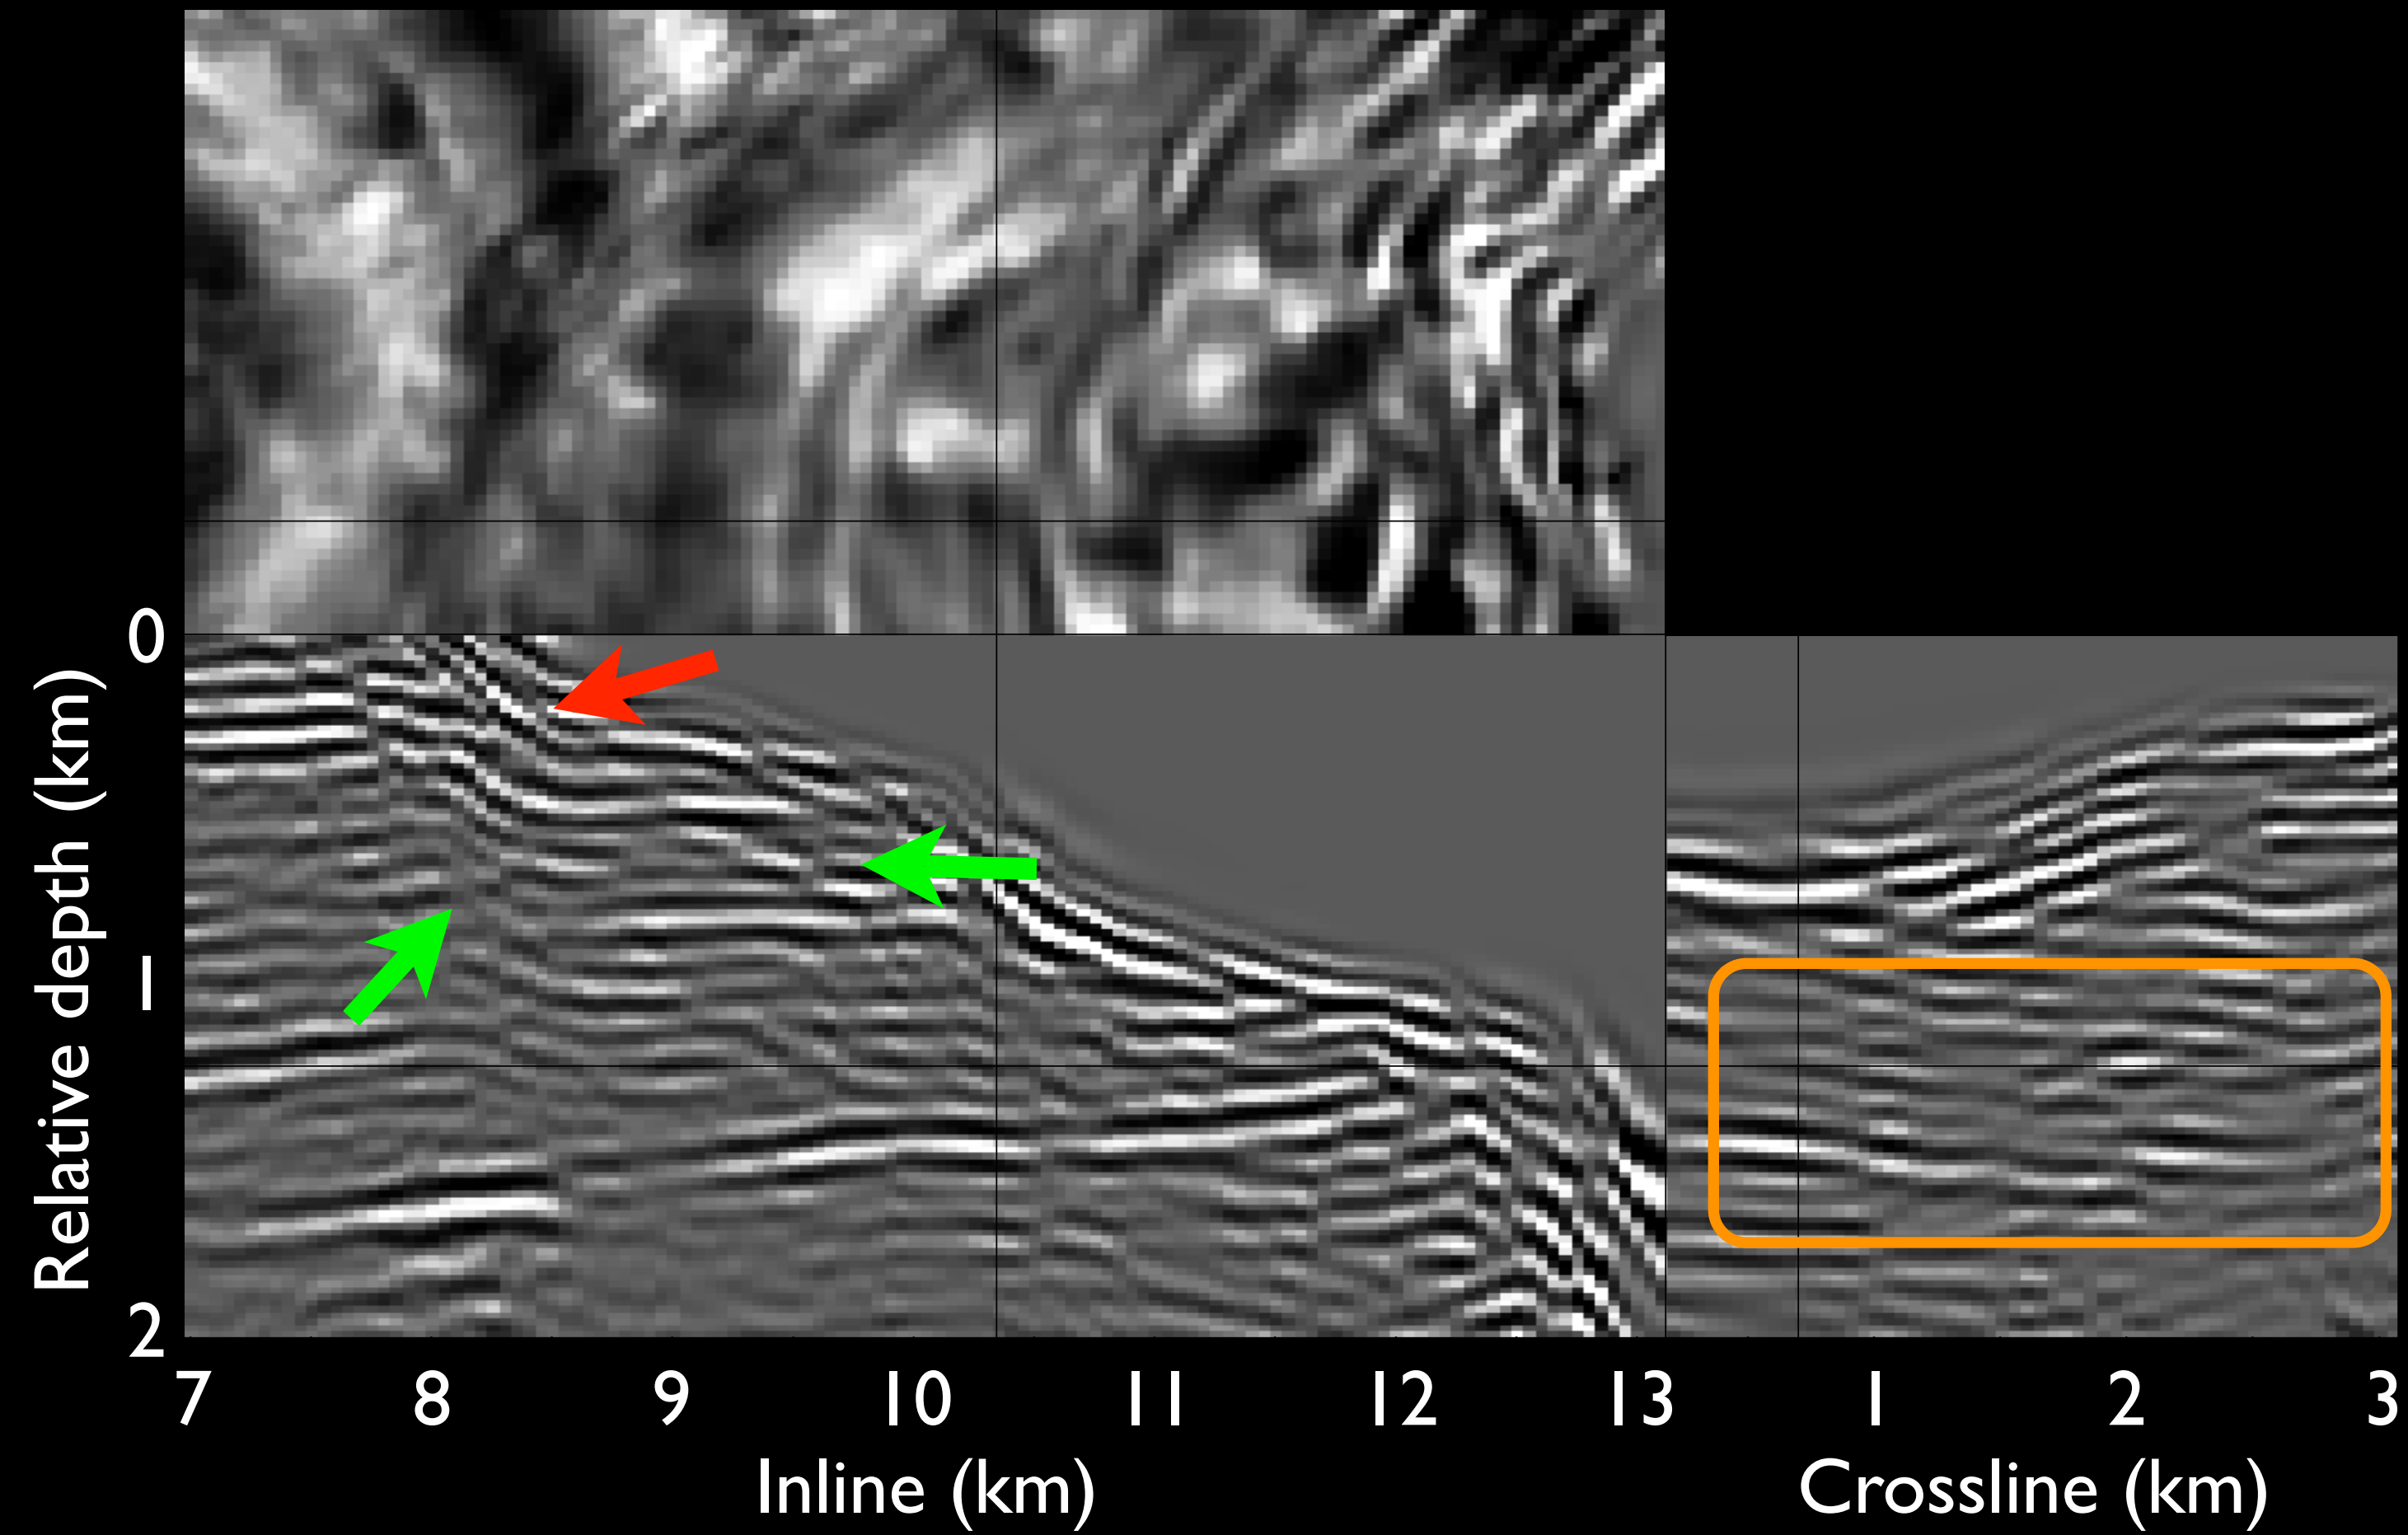 0
Relative depth (km)
1
2
7 8 9 10 11 12 13 1 2 3
Inline (km) Crossline (km)